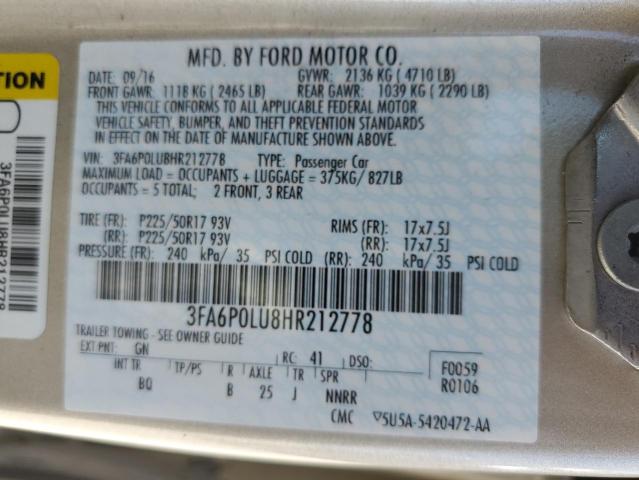 TION
3FA6P0LU8HR212778
MFD. BY FORD MOTOR CO.
DATE: 09/16 GVWR: 2136 KG ( 4710 LB)
FRONT GAWR: 1118 KG ( 2465 LB) REAR GAWR: 1039 KG ( 2290 LB)
THIS VEHICLE CONFORMS TO ALL APPLICABLE FEDERAL MOTOR
VEHICLE SAFETY, BUMPER, AND THEFT PREVENTION STANDARDS
IN EFFECT ON THE DATE OF MANUFACTURE SHOWN ABOVE.
VIN: 3FA6P0LU8HR212778 TYPE: Passenger Car
MAXIMUM LOAD = OCCUPANTS + LUGGAGE = 375KG/ 827LB
OCCUPANTS = 5 TOTAL; 2 FRONT, 3 REAR
TIRE (FR): P225/50R17 93V RIMS (FR): 17x7.5J
(RR): P225/50R17 93V (RR): 17x7.5J
PRESSURE (FR): 240 kPa/ 35 PSI COLD (RR): 240 kPa/ 35 PSI COLD
3FA6P0LU8HR212778
TRAILER TOWING - SEE OWNER GUIDE
EXT PNT: GN RC: 41 DSO: F0059
INT TR TP/PS R AXLE TR SPR R0106
BQ B 25 J NNRR
CMC ▽5U5A-5420472-AA